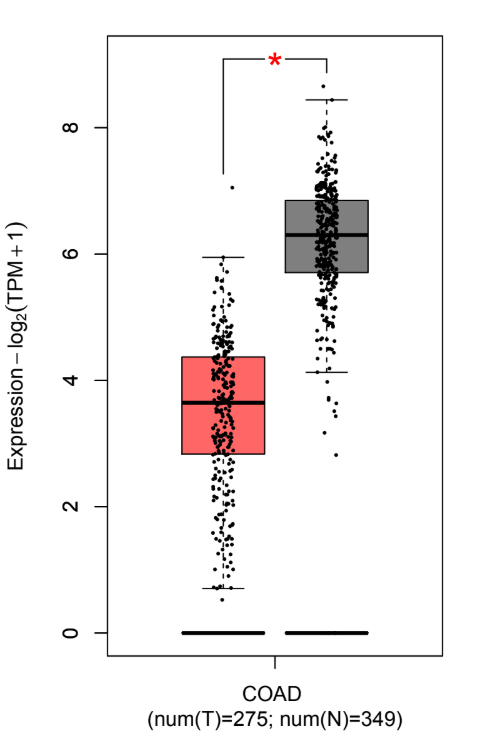 *
8
6
4
2
0
Expression – log₂(TPM + 1)
COAD
(num(T)=275; num(N)=349)